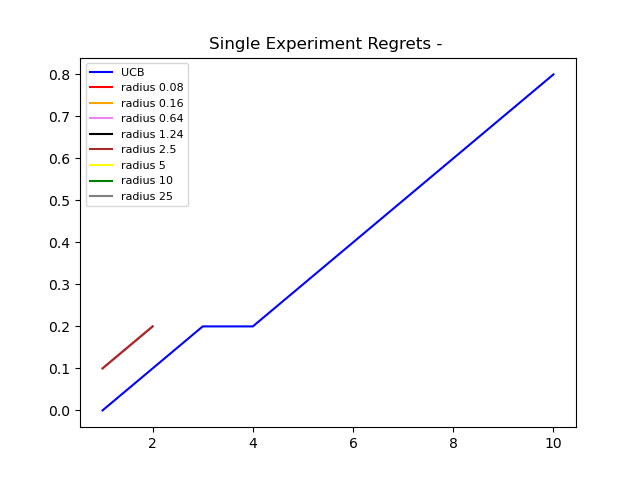 Single Experiment Regrets -
UCB
radius 0.08
radius 0.16
radius 0.64
radius 1.24
radius 2.5
radius 5
radius 10
radius 25
0.8
0.7
0.6
0.5
0.4
0.3
0.2
0.1
0.0
2 4 6 8 10